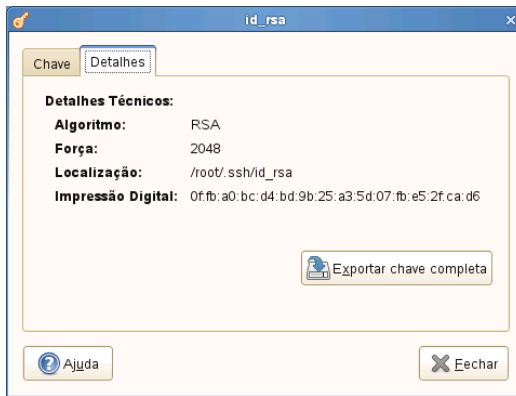 id_rsa
Chave Detalhes
Detalhes Técnicos:
Algoritmo: RSA
Força: 2048
Localização: /root/.ssh/id_rsa
Impressão Digital: 0f:fb:a0:bc:d4:bd:9b:25:a3:5d:07:fb:e5:2f:ca:d6
Exportar chave completa
Ajuda Fechar